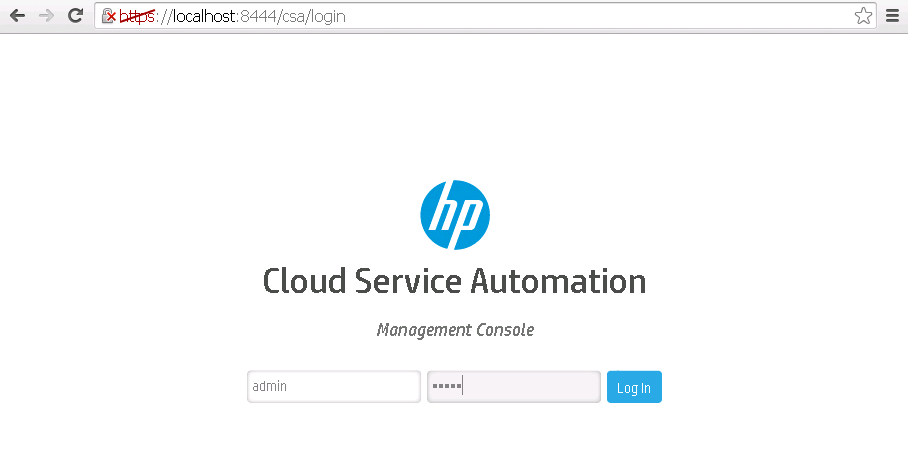 https://localhost:8444/csa/login
hp
Cloud Service Automation
Management Console
admin ••••• Log In